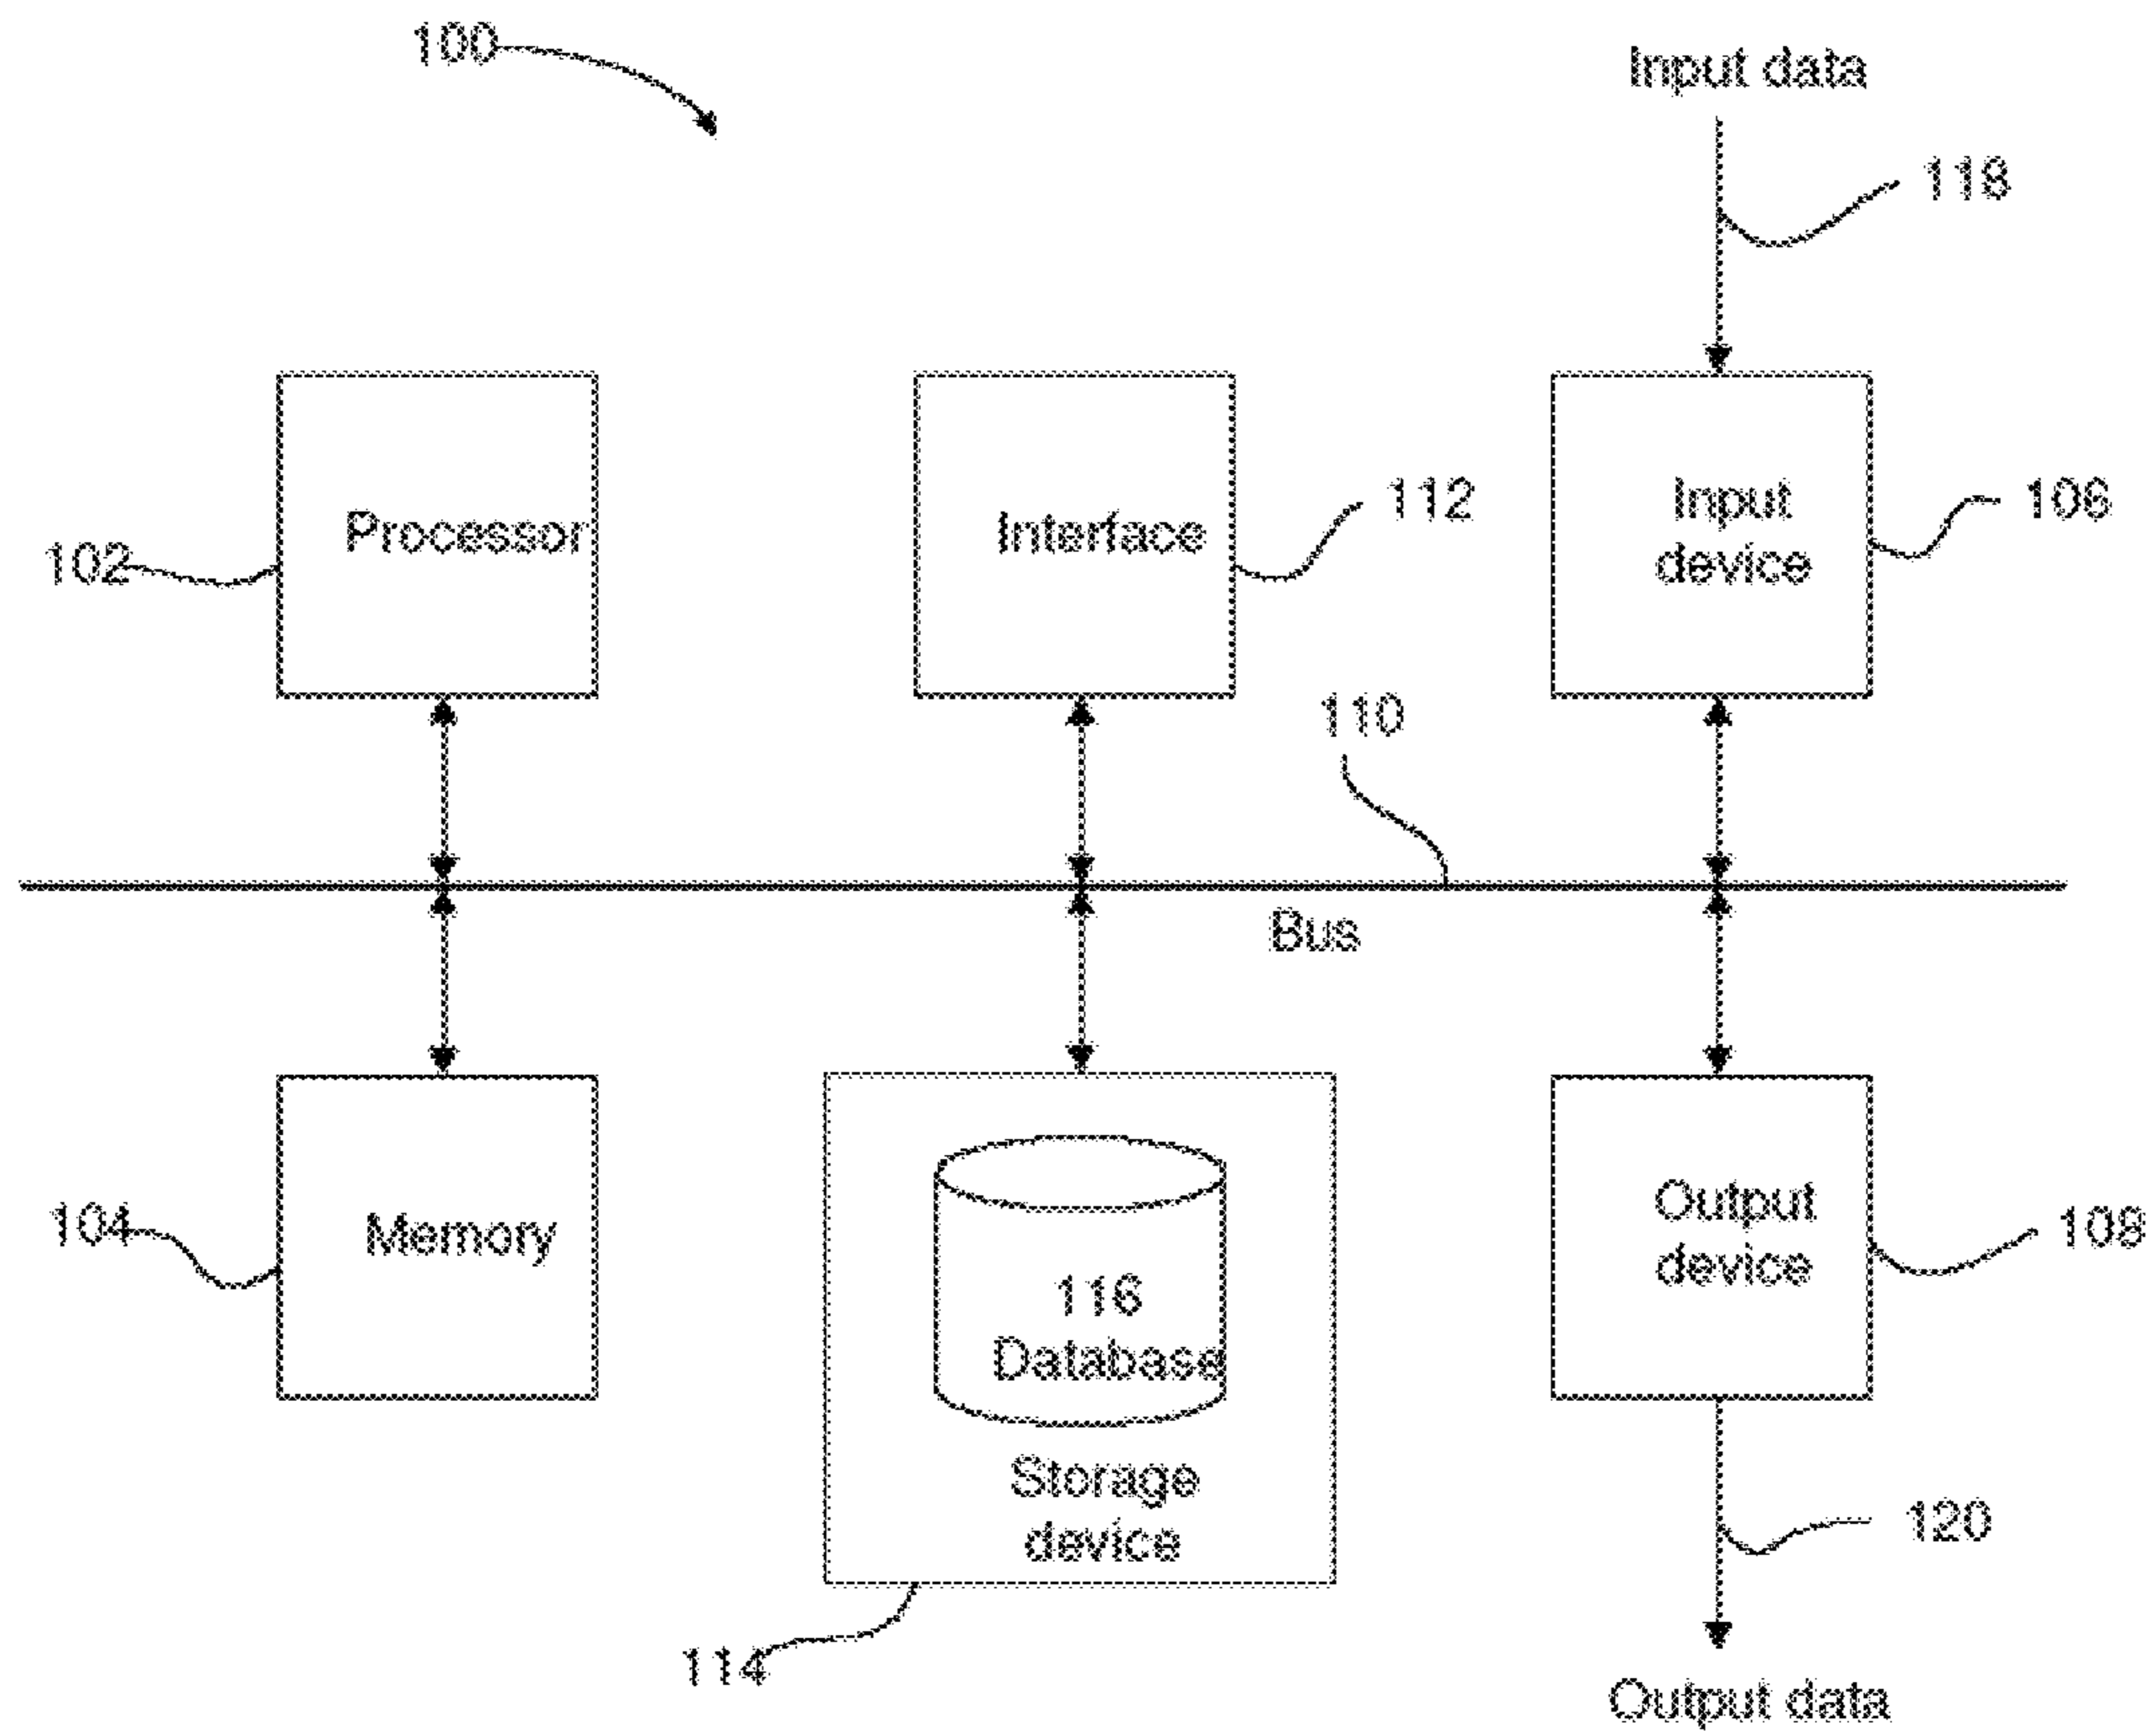 100
Input data
118
Processor
102
Interface
112
Input
device
106
110
Bus
Memory
104
116
Database
Storage
device
114
Output
device
108
120
Output data